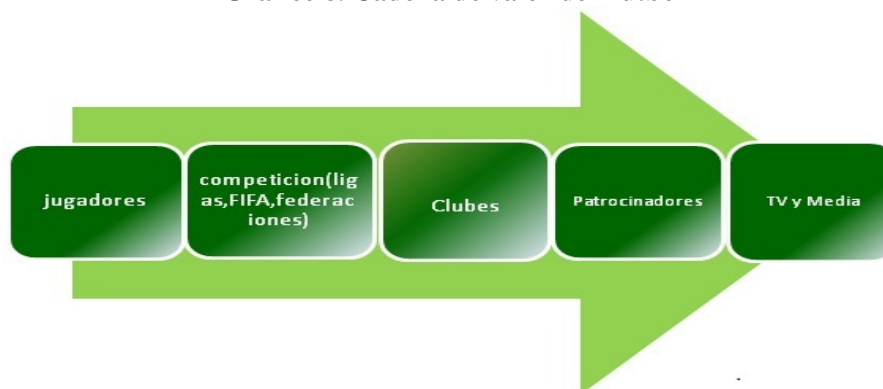 jugadores
competicion(lig
as,FIFA,federac
iones)
Clubes
Patrocinadores
TV y Media